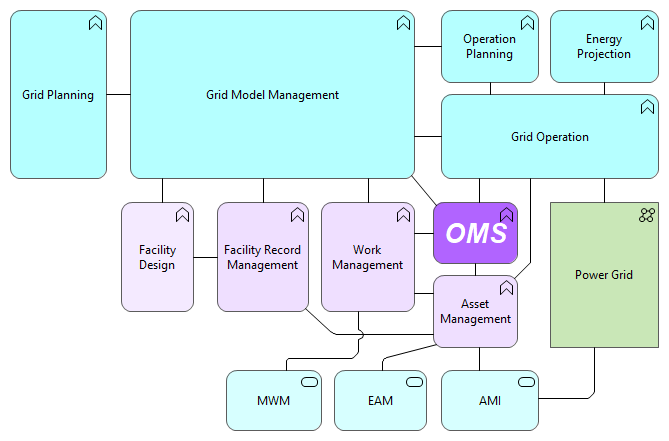 Grid Planning
Grid Model Management
Operation
Planning
Energy
Projection
Grid Operation
Facility
Design
Facility Record
Management
Work
Management
OMS
Power Grid
Asset
Management
MWM
EAM
AMI